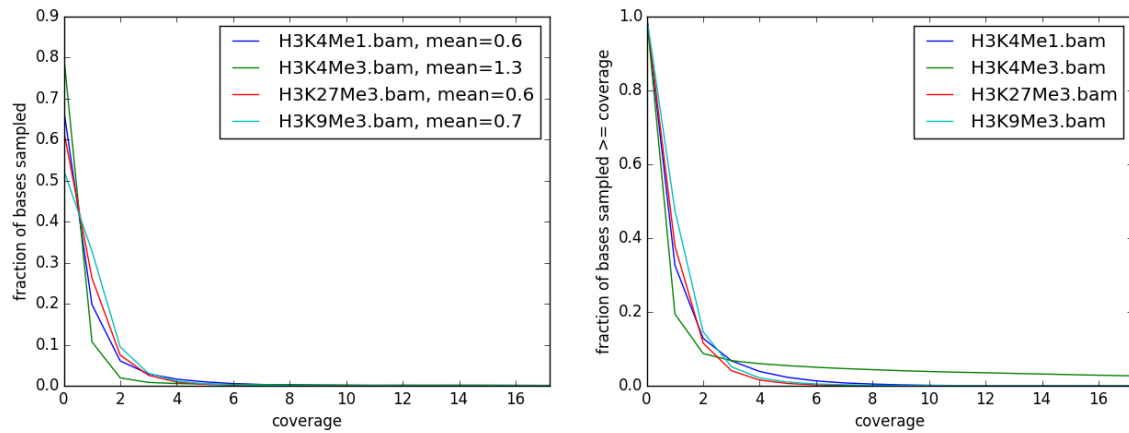 0.9
0.8
0.7
0.6
0.5
0.4
0.3
0.2
0.1
0.0
fraction of bases sampled
H3K4Me1.bam, mean=0.6
H3K4Me3.bam, mean=1.3
H3K27Me3.bam, mean=0.6
H3K9Me3.bam, mean=0.7
0 2 4 6 8 10 12 14 16
coverage
1.0
0.8
0.6
0.4
0.2
0.0
fraction of bases sampled >= coverage
H3K4Me1.bam
H3K4Me3.bam
H3K27Me3.bam
H3K9Me3.bam
0 2 4 6 8 10 12 14 16
coverage